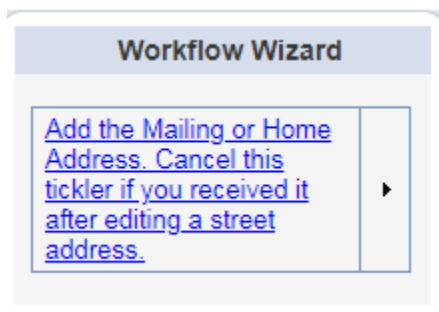 Workflow Wizard
Add the Mailing or Home
Address. Cancel this
tickler if you received it
after editing a street
address.